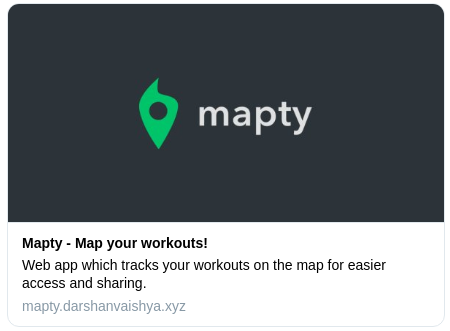 mapty
Mapty - Map your workouts!
Web app which tracks your workouts on the map for easier
access and sharing.
mapty.darshanvaishya.xyz